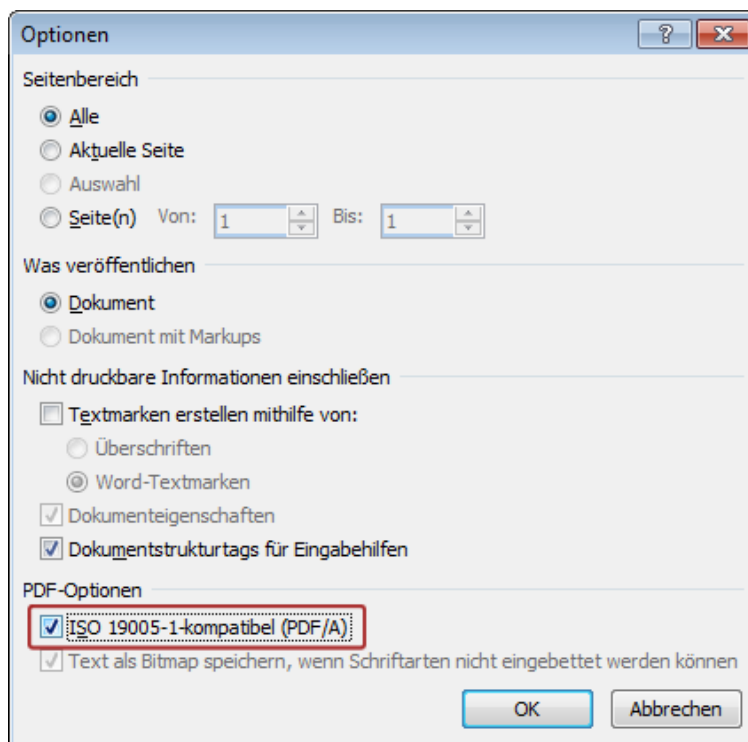 Optionen
Seitenbereich
Alle
Aktuelle Seite
Auswahl
Seite(n) Von: 1 Bis: 1
Was veröffentlichen
Dokument
Dokument mit Markups
Nicht druckbare Informationen einschließen
Textmarken erstellen mithilfe von:
Überschriften
Word-Textmarken
Dokumenteigenschaften
Dokumentstrukturtags für Eingabehilfen
PDF-Optionen
ISO 19005-1-kompatibel (PDF/A)
Text als Bitmap speichern, wenn Schriftarten nicht eingebettet werden können
OK Abbrechen